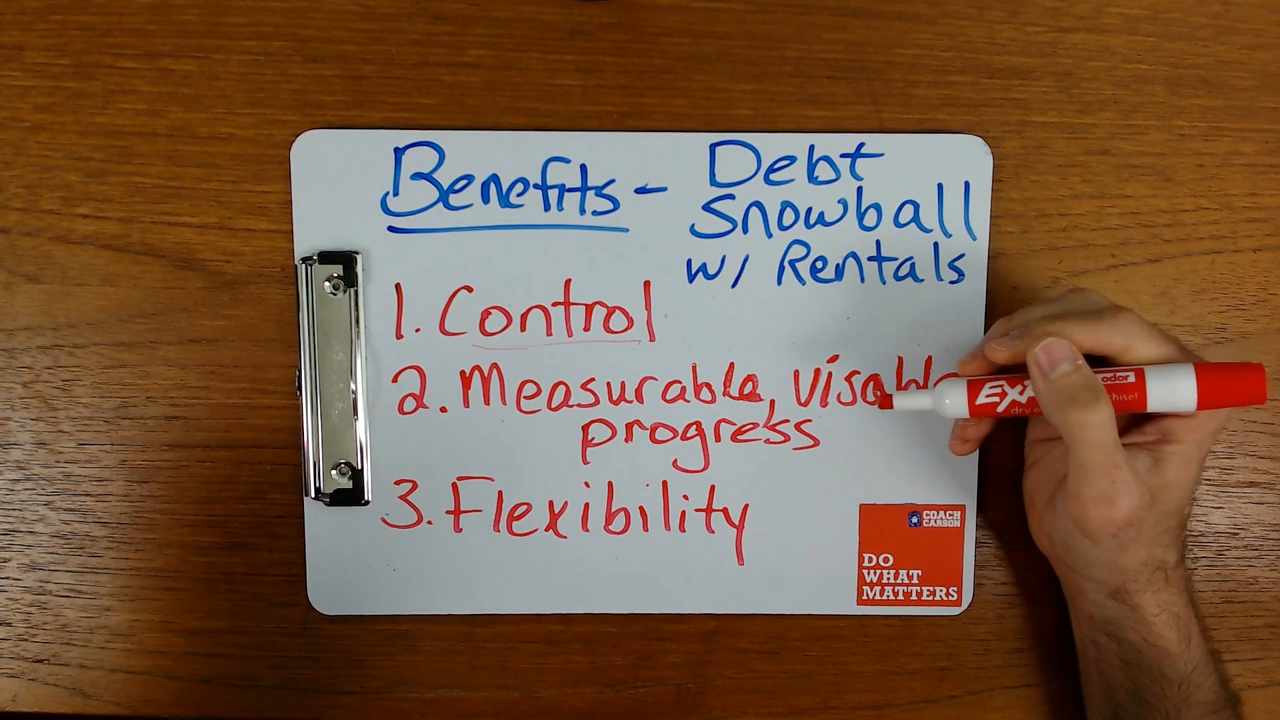 Benefits - Debt
Snowball
w/ Rentals
1. Control
2. Measurable, visable
progress
3. Flexibility
COACH
CARSON
DO
WHAT
MATTERS